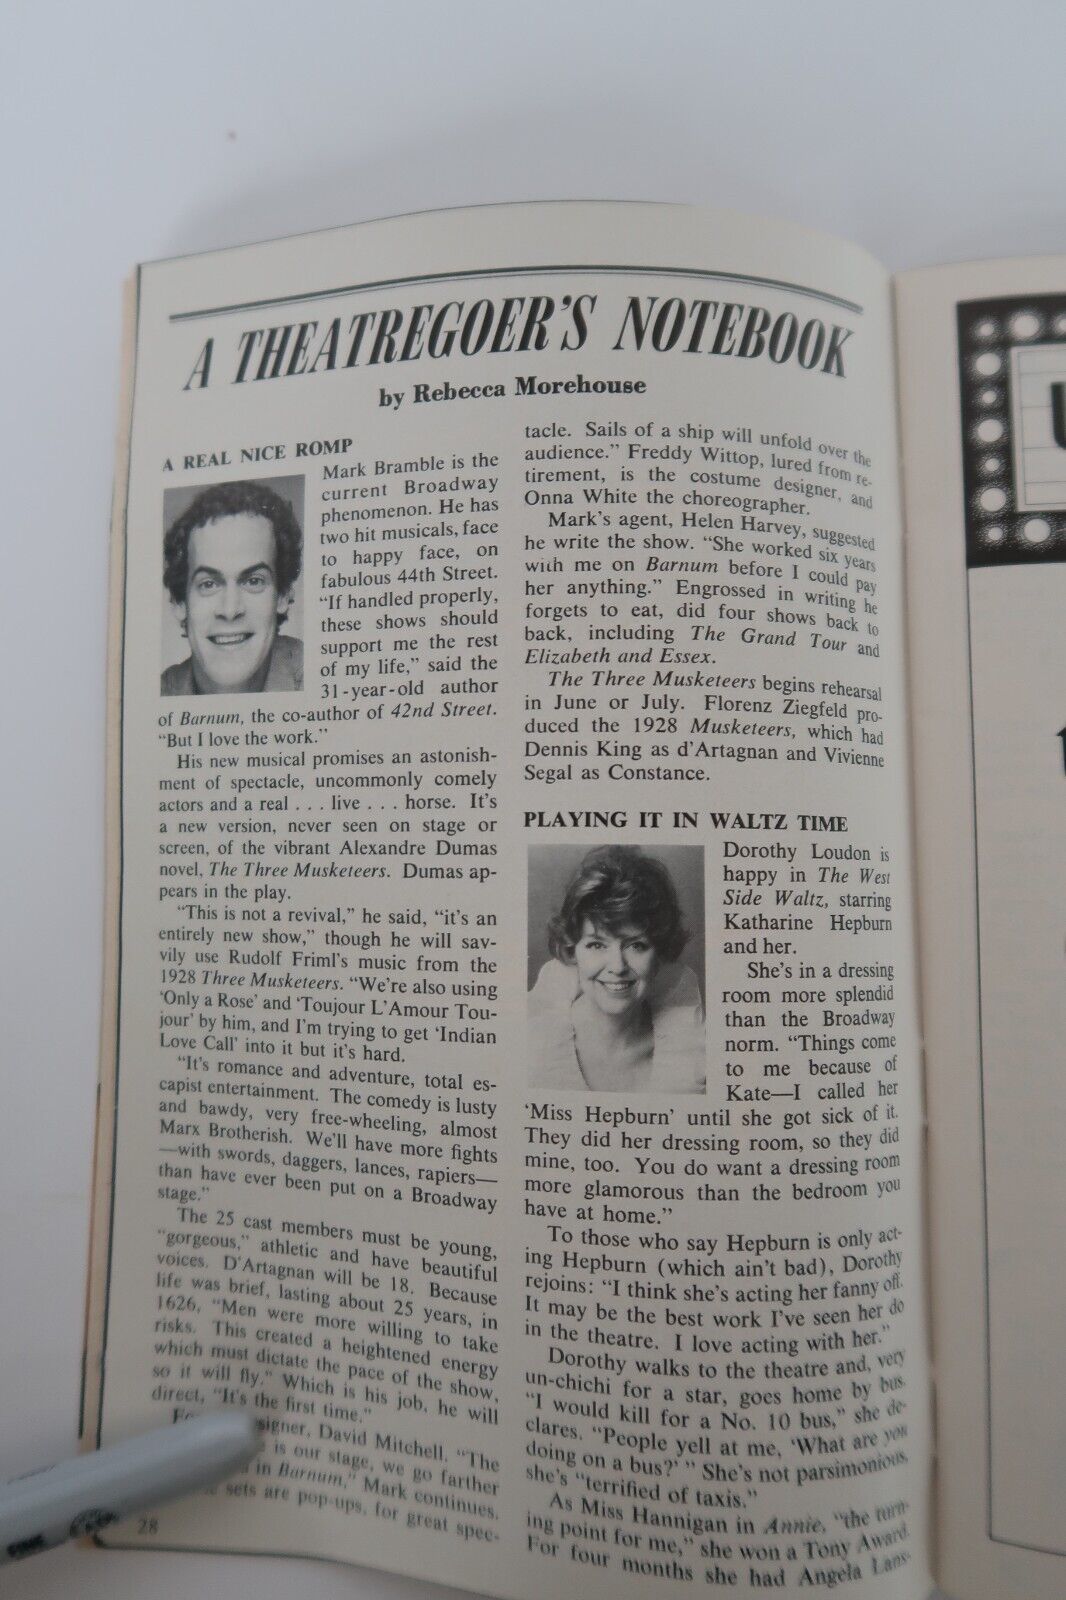 A THEATREGOER'S NOTEBOOK
by Rebecca Morehouse
A REAL NICE ROMP
Mark Bramble is the
current Broadway
phenomenon. He has
two hit musicals, face
to happy face, on
fabulous 44th Street.
“If handled properly,
these shows should
support me the rest
of my life,” said the
31-year-old author
of Barnum, the co-author of 42nd Street.
“But I love the work.”
His new musical promises an astonish-
ment of spectacle, uncommonly comely
actors and a real . . . live . . . horse. It's
a new version, never seen on stage or
screen, of the vibrant Alexandre Dumas
novel, The Three Musketeers. Dumas ap-
pears in the play.
“This is not a revival,” he said, “it's an
entirely new show,” though he will sav-
vily use Rudolf Friml's music from the
1928 Three Musketeers. “We're also using
‘Only a Rose’ and ‘Toujour L'Amour Tou-
jour’ by him, and I'm trying to get ‘Indian
Love Call’ into it but it's hard.
“It's romance and adventure, total es-
capist entertainment. The comedy is lusty
and bawdy, very free-wheeling, almost
Marx Brotherish. We'll have more fights
—with swords, daggers, lances, rapiers—
than have ever been put on a Broadway
stage.”
The 25 cast members must be young,
“gorgeous,” athletic and have beautiful
voices. D'Artagnan will be 18. Because
life was brief, lasting about 25 years, in
1626, “Men were more willing to take
risks. This created a heightened energy
which must dictate the pace of the show,
so it will fly.” Which is his job, he will
direct, “It's the first time.”
David Mitchell. “The
is our stage, we go farther
in Barnum,” Mark continues.
sets are pop-ups, for great spec-
28
tacle. Sails of a ship will unfold over the
audience.” Freddy Wittop, lured from re-
tirement, is the costume designer, and
Onna White the choreographer.
Mark's agent, Helen Harvey, suggested
he write the show. “She worked six years
with me on Barnum before I could pay
her anything.” Engrossed in writing he
forgets to eat, did four shows back to
back, including The Grand Tour and
Elizabeth and Essex.
The Three Musketeers begins rehearsal
in June or July. Florenz Ziegfeld pro-
duced the 1928 Musketeers, which had
Dennis King as d'Artagnan and Vivienne
Segal as Constance.
PLAYING IT IN WALTZ TIME
Dorothy Loudon is
happy in The West
Side Waltz, starring
Katharine Hepburn
and her.
She's in a dressing
room more splendid
than the Broadway
norm. “Things come
to me because of
Kate—I called her
‘Miss Hepburn’ until she got sick of it.
They did her dressing room, so they did
mine, too. You do want a dressing room
more glamorous than the bedroom you
have at home.”
To those who say Hepburn is only act-
ing Hepburn (which ain't bad), Dorothy
rejoins: “I think she's acting her fanny off.
It may be the best work I've seen her do
in the theatre. I love acting with her.”
Dorothy walks to the theatre and, very
un-chichi for a star, goes home by bus.
“I would kill for a No. 10 bus,” she de-
clares. “People yell at me, ‘What are you
doing on a bus?’ ” She's not parsimonious,
she's “terrified of taxis.”
As Miss Hannigan in Annie, “the turn-
ing point for me,” she won a Tony Award.
For four months she had Angela Lans-